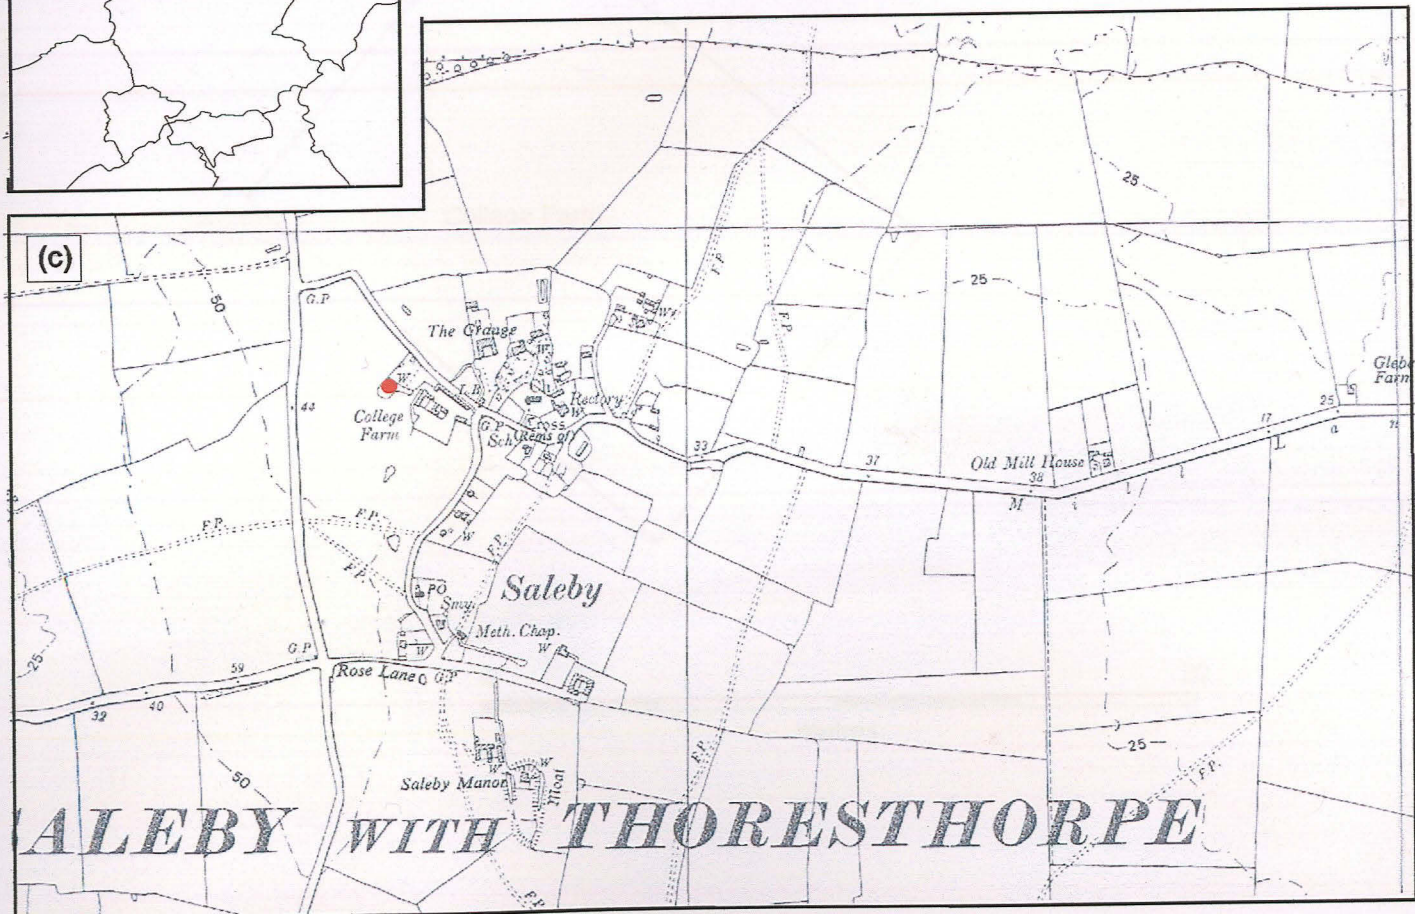 25
(c)
25
50
G.P
F.P.
F.P.
The Grange
W
W
W
L.B
44
College
Farm
Rectory
W
G.P
Cross
(Rems of)
Sch.
Glebe
Farm
25
17
L
a
33
37
Old Mill House
38
M
F.P.
F.P.
F.P.
F.P.
W
PO
Smy.
Saleby
Meth. Chap.
W
G.P
W
25
59
Rose Lane
G.P
32
40
25
F.P.
F.P.
50
Saleby Manor
W
W
Moat
SALEBY WITH THORESTHORPE
F.P.